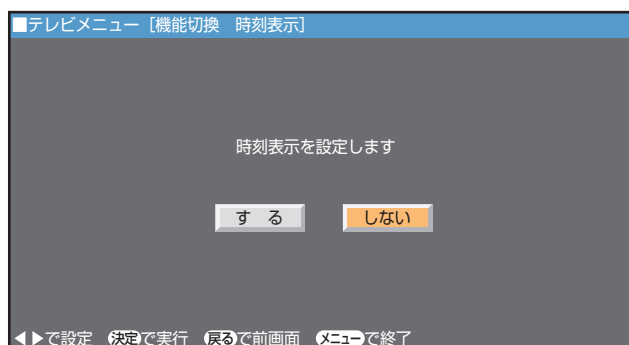 ■テレビメニュー［機能切換　時刻表示］
時刻表示を設定します
す る
しない
◀▶で設定　決定で実行　戻るで前画面　メニューで終了